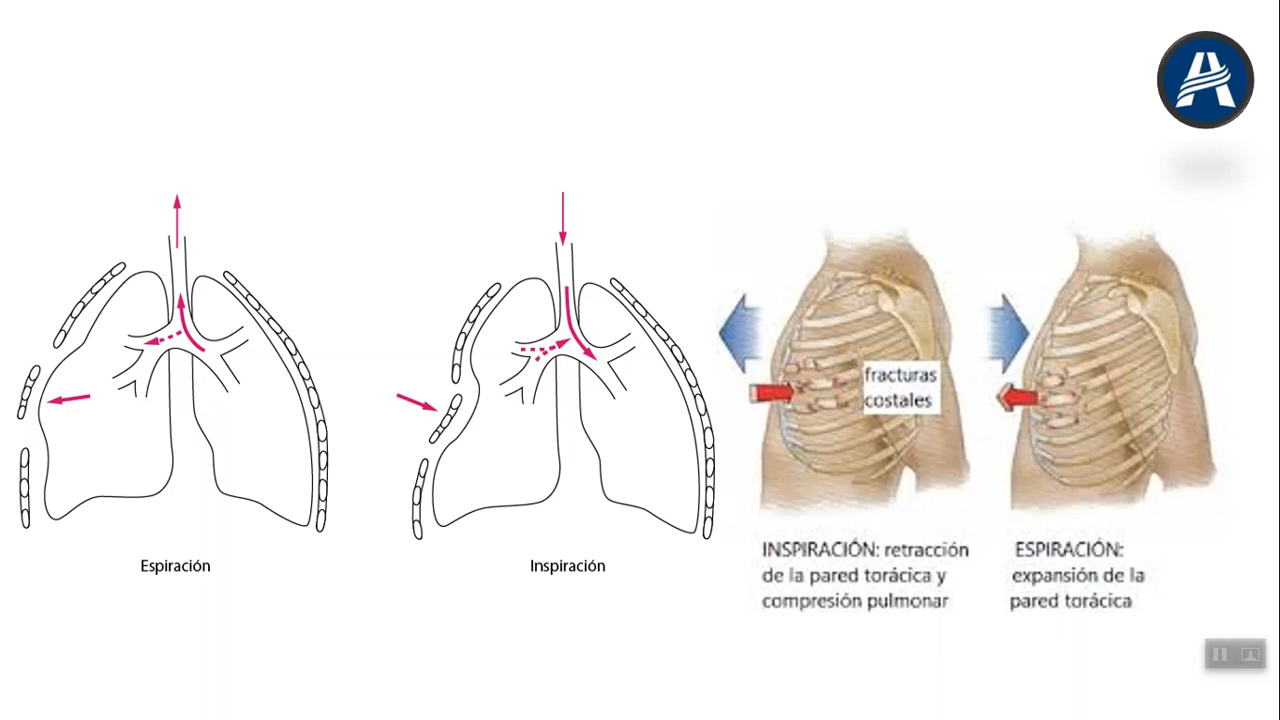 Espiración
Inspiración
fracturas
costales
INSPIRACIÓN: retracción
de la pared torácica y
compresión pulmonar
ESPIRACIÓN:
expansión de la
pared torácica